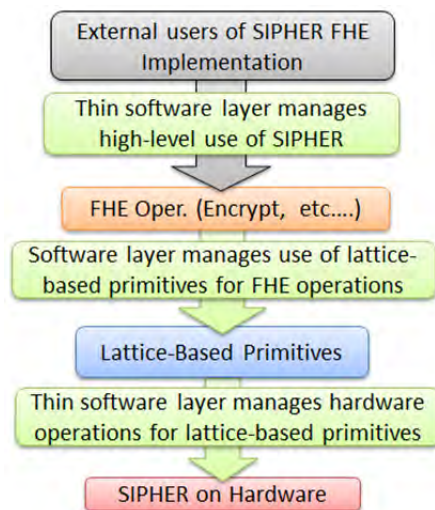 External users of SIPHER FHE
Implementation
Thin software layer manages
high-level use of SIPHER
FHE Oper. (Encrypt, etc....)
Software layer manages use of lattice-
based primitives for FHE operations
Lattice-Based Primitives
Thin software layer manages hardware
operations for lattice-based primitives
SIPHER on Hardware